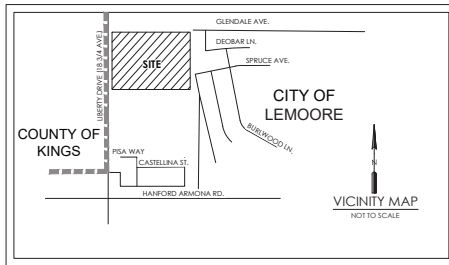 GLENDALE AVE.
DEOBAR LN.
SPRUCE AVE.
LIBERTY DRIVE (18 3/4 AVE.)
SITE
CITY OF
LEMOORE
COUNTY OF
KINGS
BURLWOOD LN.
PISA WAY
CASTELLINA ST.
HANFORD ARMONA RD.
N
VICINITY MAP
NOT TO SCALE